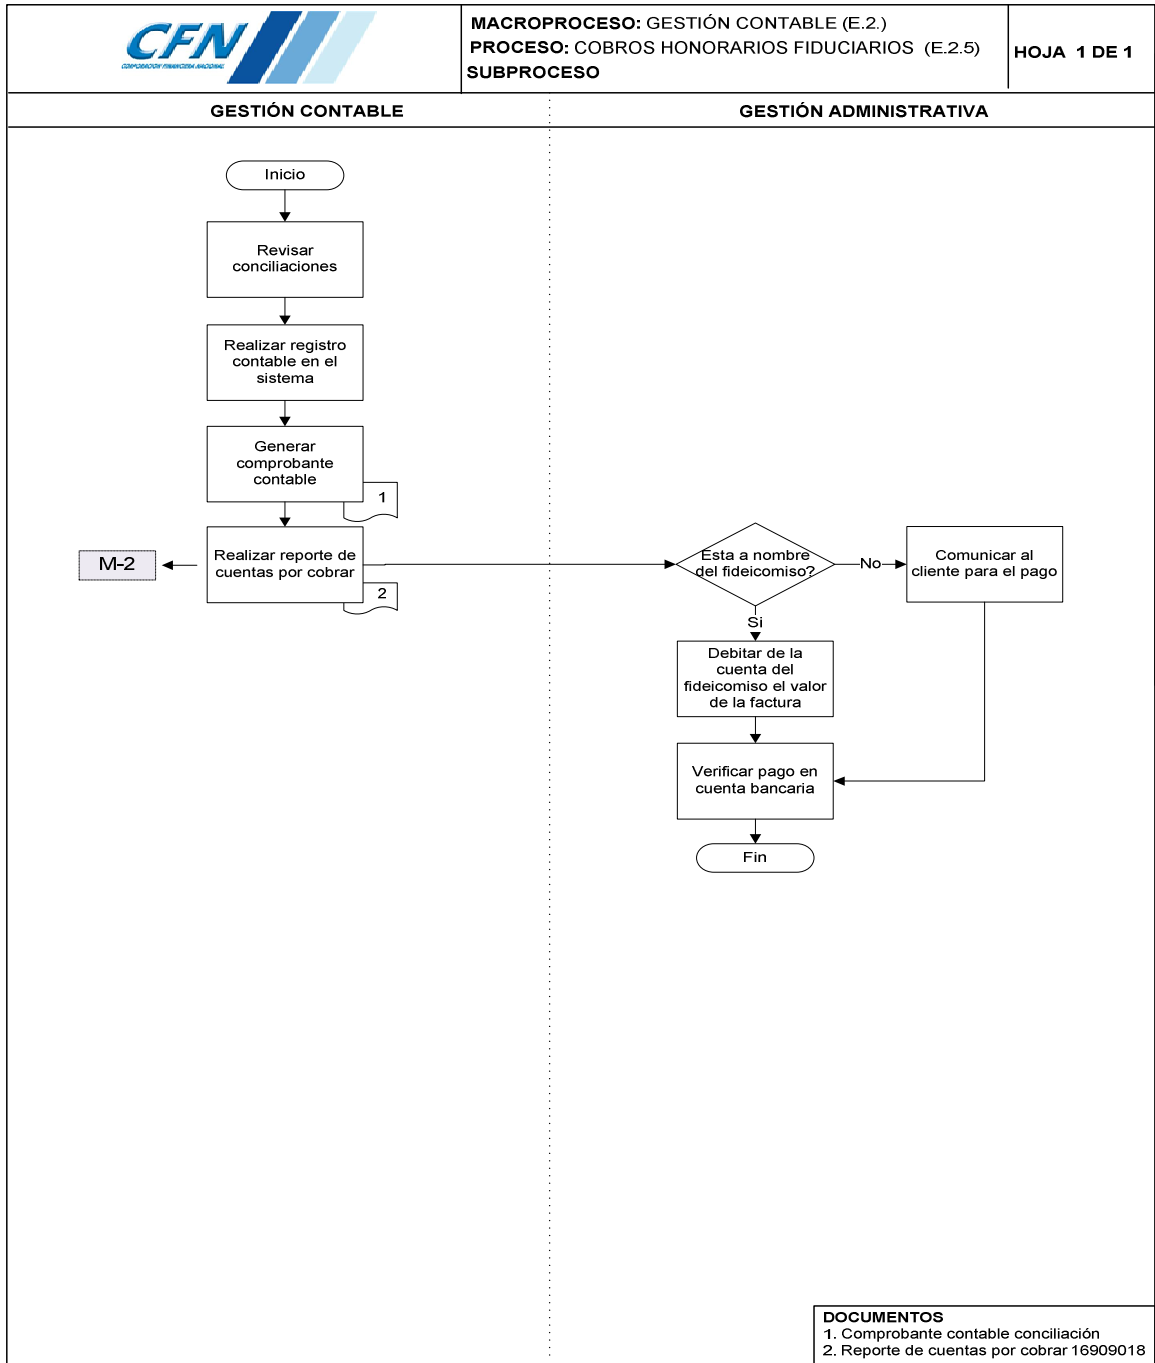 CFN
CORPORACION FINANCIERA NACIONAL
MACROPROCESO: GESTIÓN CONTABLE (E.2.)
PROCESO: COBROS HONORARIOS FIDUCIARIOS (E.2.5)
SUBPROCESO
HOJA 1 DE 1
GESTIÓN CONTABLE
GESTIÓN ADMINISTRATIVA
Inicio
Revisar
conciliaciones
Realizar registro
contable en el
sistema
Generar
comprobante
contable
1
Realizar reporte de
cuentas por cobrar
2
M-2
Esta a nombre
del fideicomiso?
No
Comunicar al
cliente para el pago
Si
Debitar de la
cuenta del
fideicomiso el valor
de la factura
Verificar pago en
cuenta bancaria
Fin
DOCUMENTOS
1. Comprobante contable conciliación
2. Reporte de cuentas por cobrar 16909018